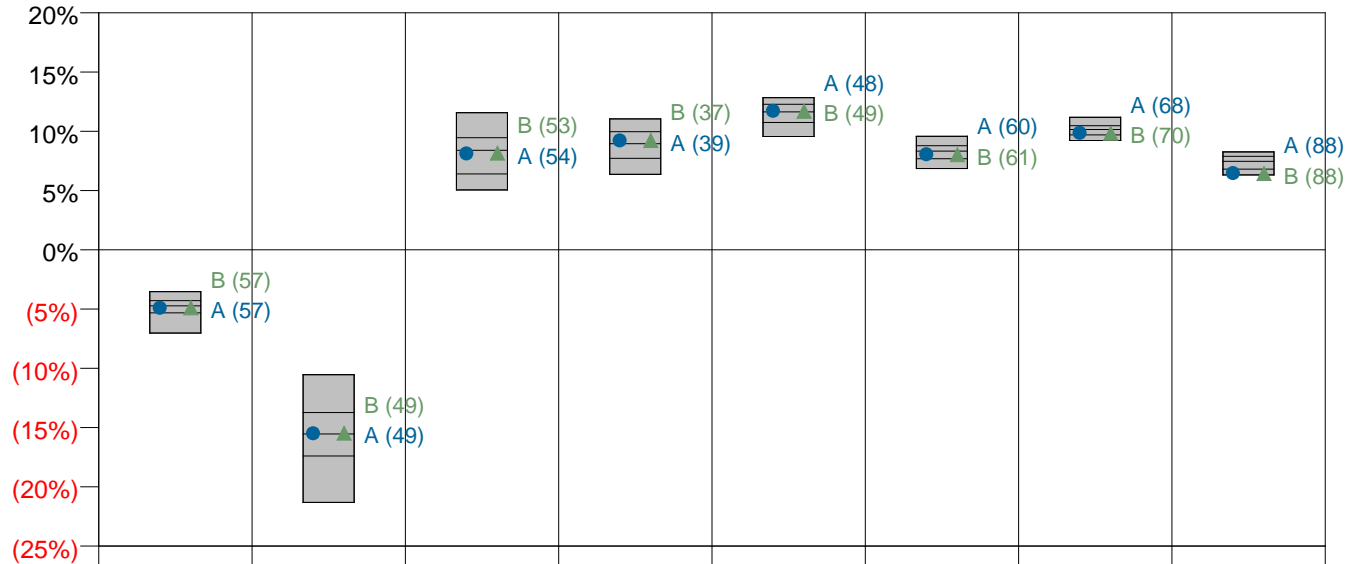 20%
15%
10%
5%
0%
(5%)
(10%)
(15%)
(20%)
(25%)
B (57)
A (57)
B (49)
A (49)
B (53)
A (54)
B (37)
A (39)
A (48)
B (49)
A (60)
B (61)
A (68)
B (70)
A (88)
B (88)